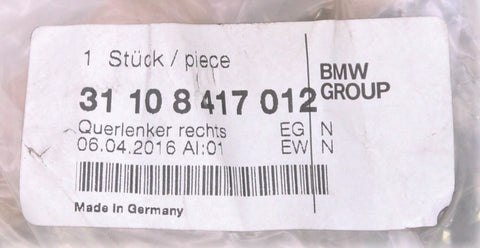 1 Stück / piece
BMW
GROUP
31 10 8 417 012
Querlenker rechts EG N
06.04.2016 AI:01 EW N
Made in Germany